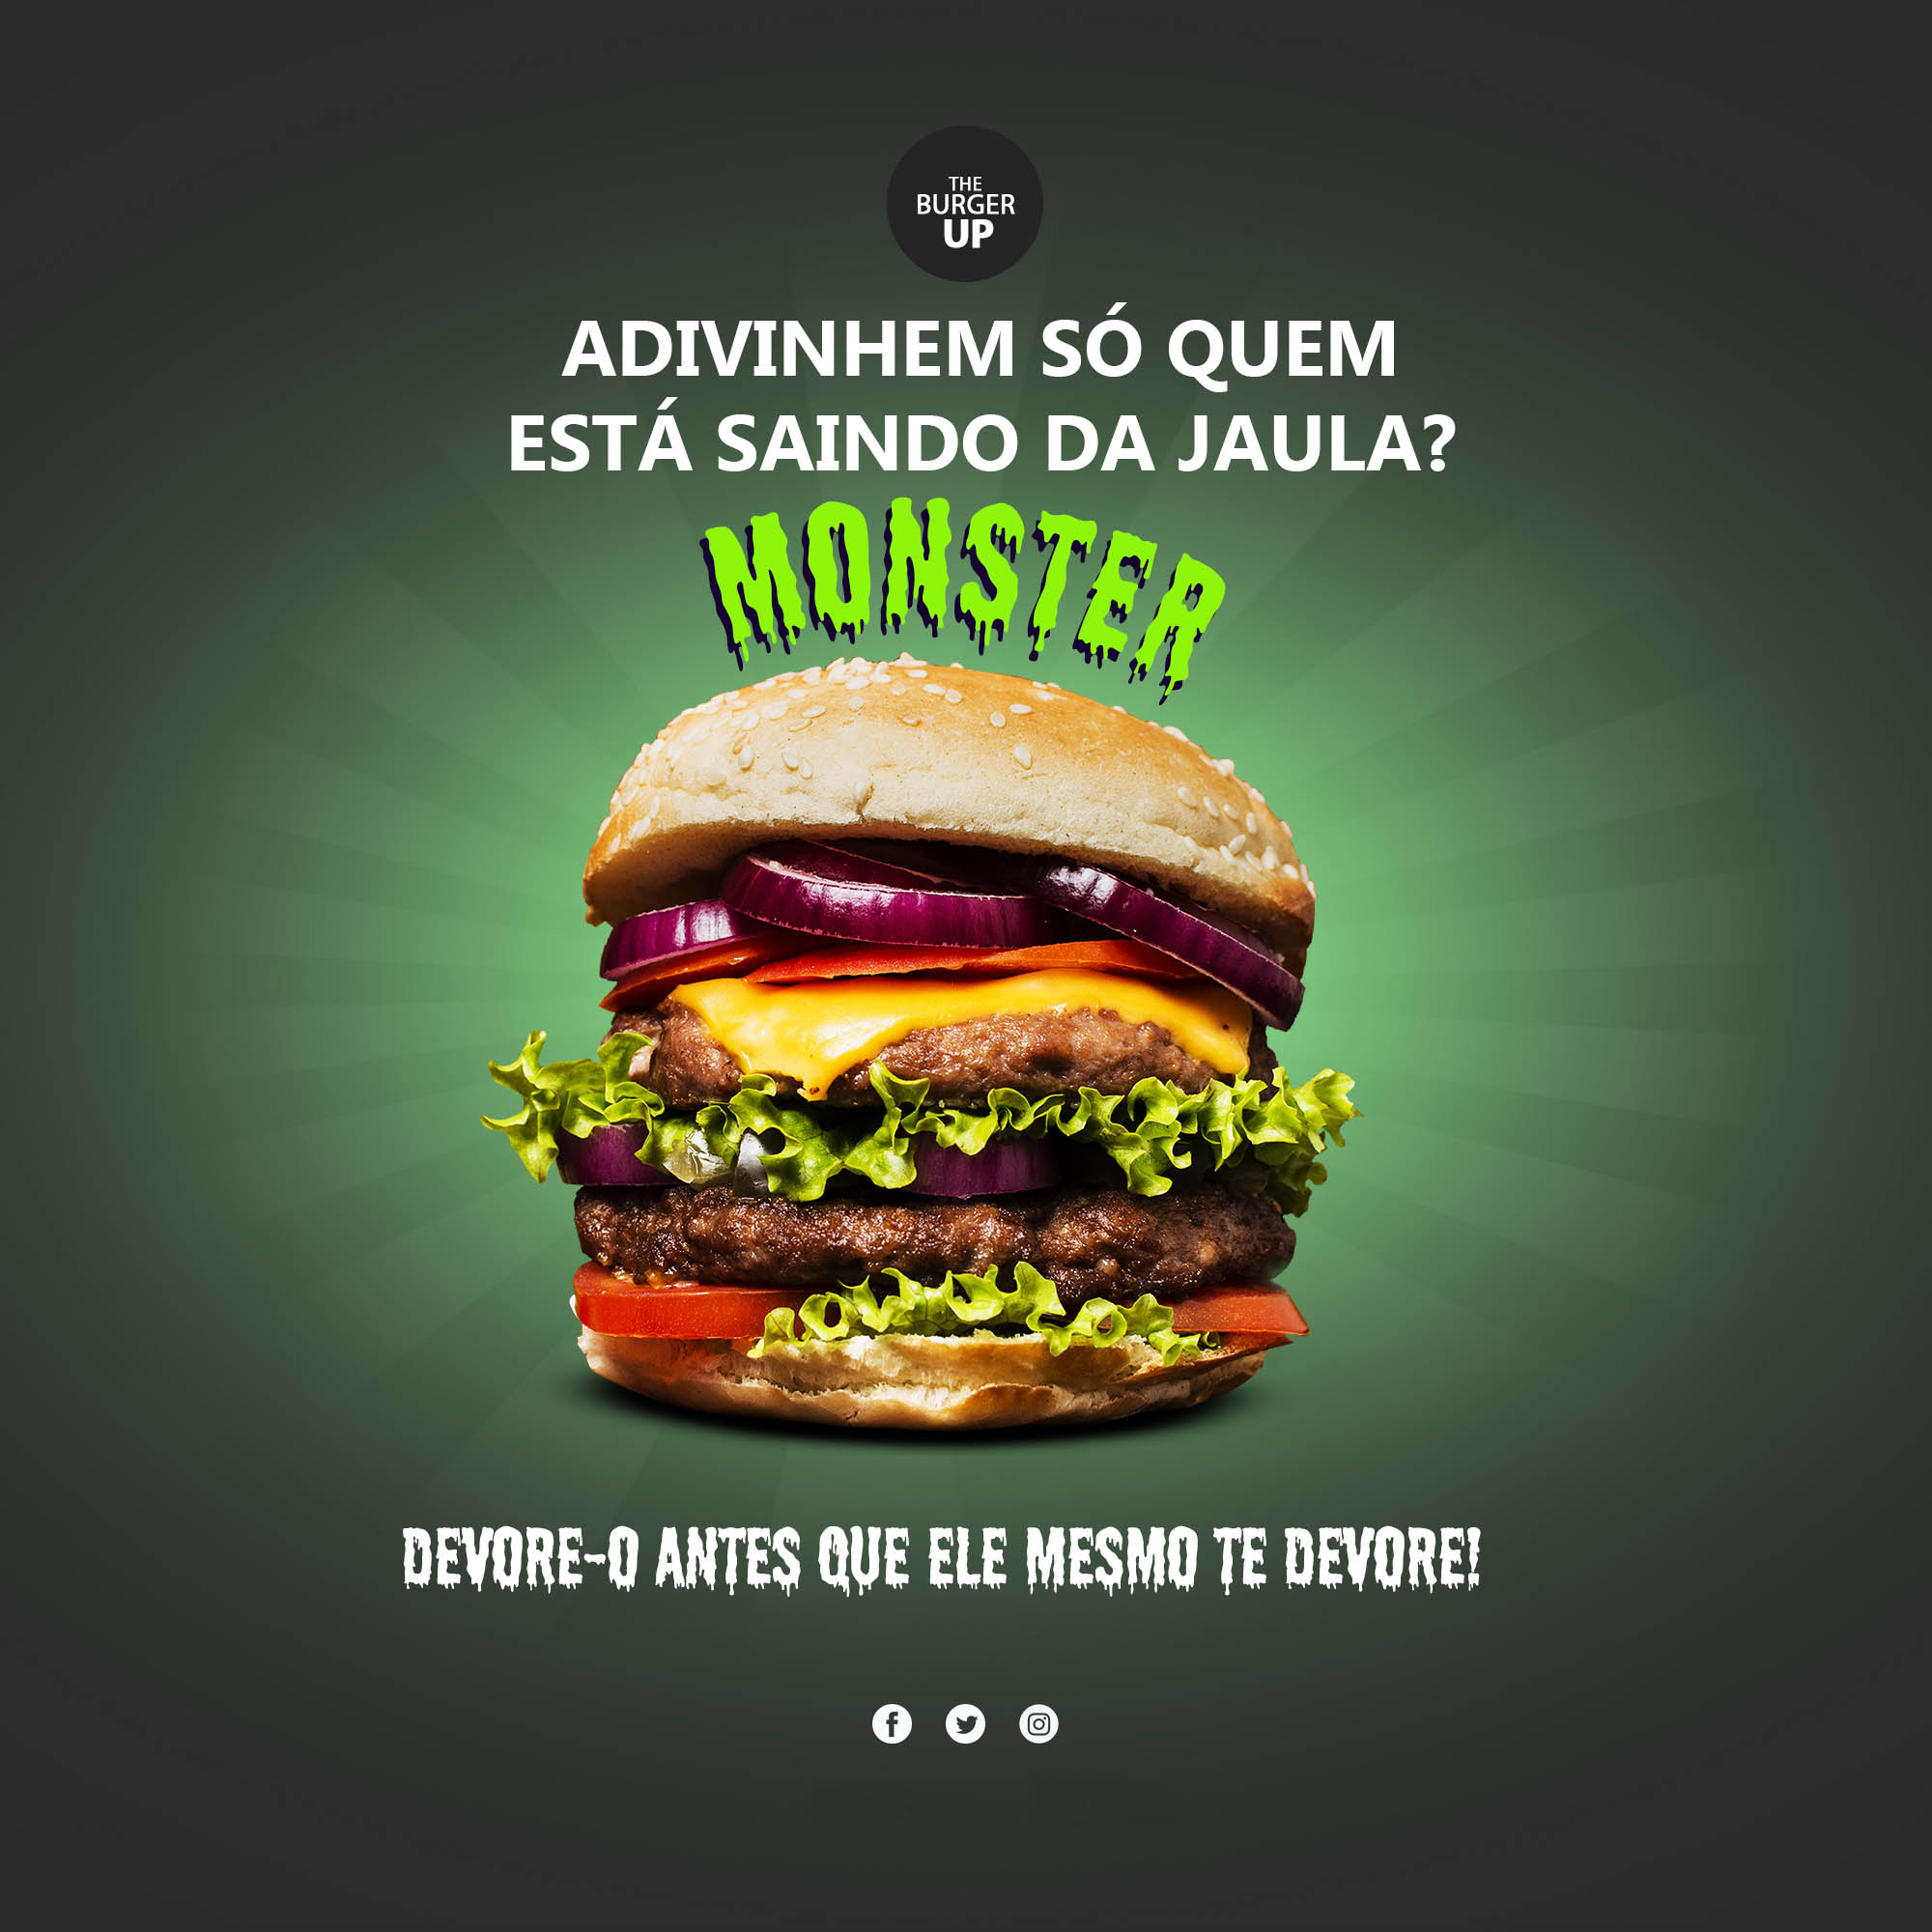 THE
BURGER
UP
ADIVINHEM SÓ QUEM
ESTÁ SAINDO DA JAULA?
MONSTER
DEVORE-O ANTES QUE ELE MESMO TE DEVORE!